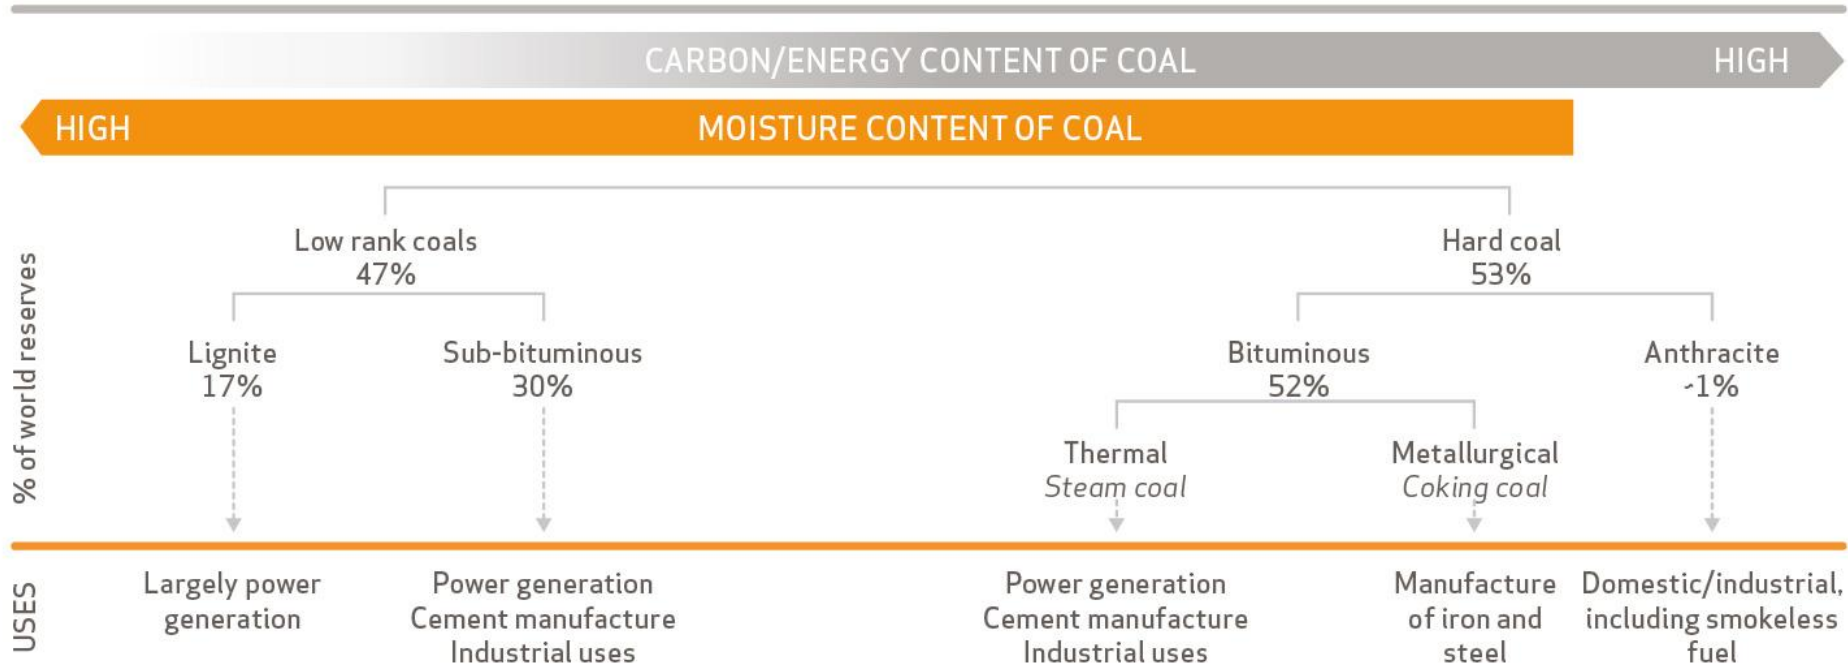 CARBON/ENERGY CONTENT OF COAL HIGH
HIGH MOISTURE CONTENT OF COAL
% of world reserves
Low rank coals
47%
Hard coal
53%
Lignite
17%
Sub-bituminous
30%
Bituminous
52%
Anthracite
~1%
Thermal
Steam coal
Metallurgical
Coking coal
USES
Largely power
generation
Power generation
Cement manufacture
Industrial uses
Power generation
Cement manufacture
Industrial uses
Manufacture
of iron and
steel
Domestic/industrial,
including smokeless
fuel